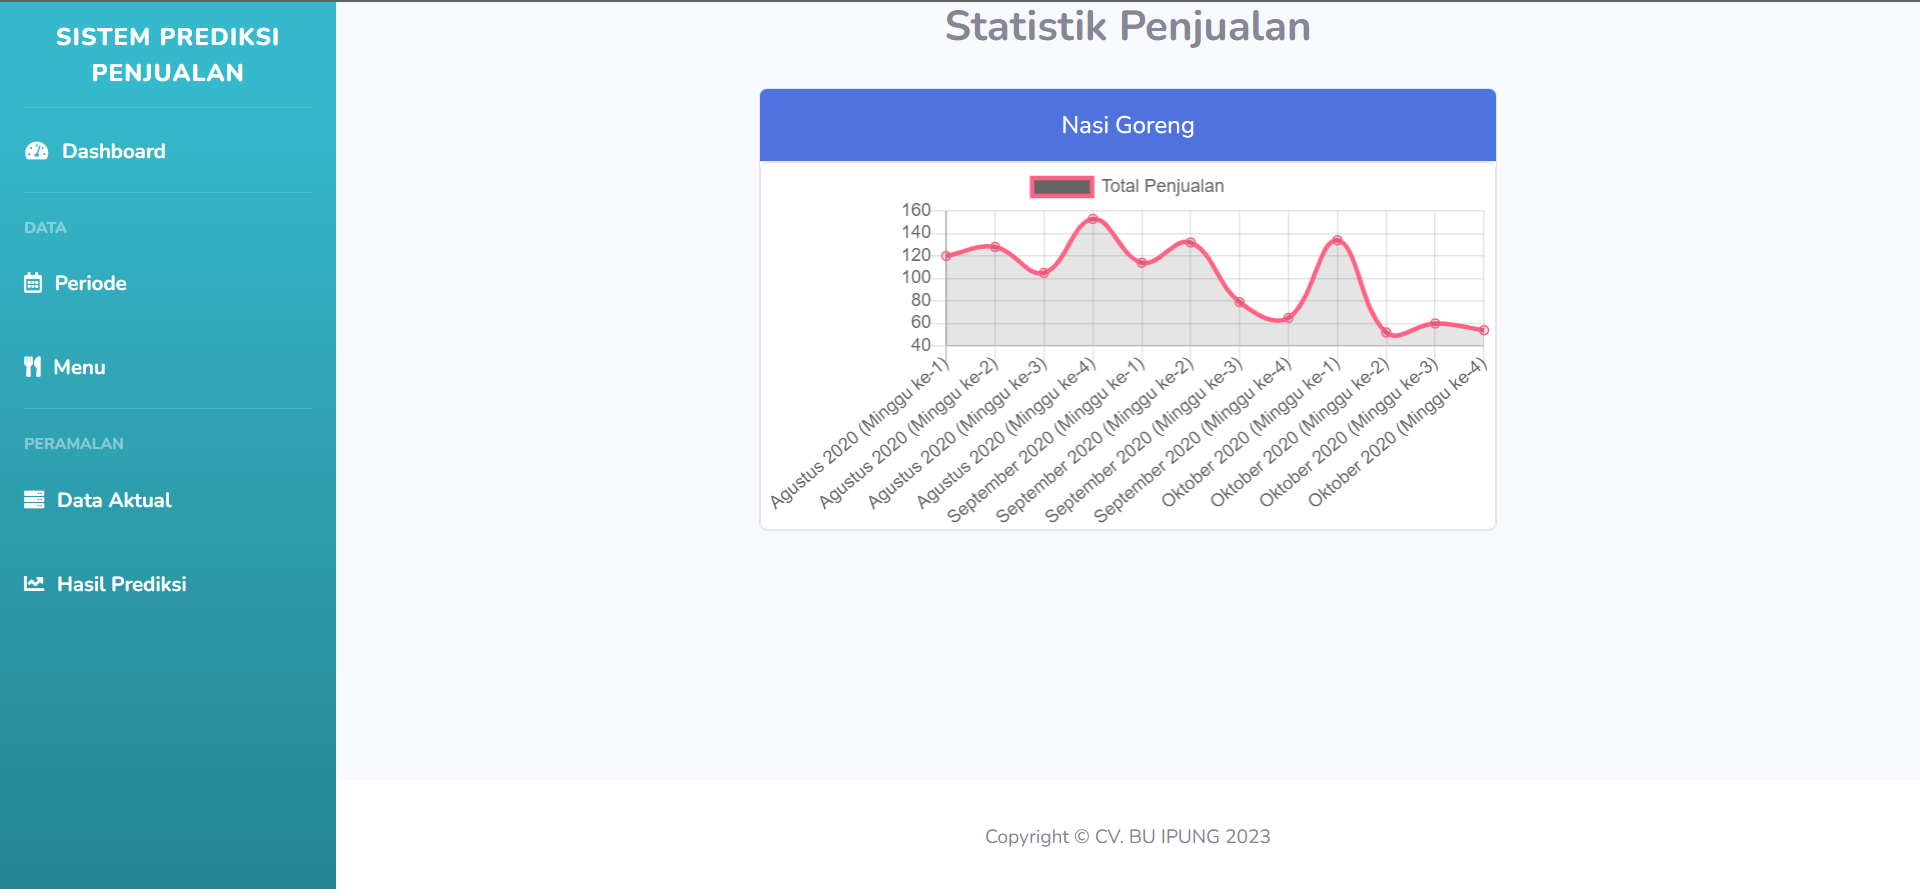 SISTEM PREDIKSI
PENJUALAN
Dashboard
DATA
Periode
Menu
PERAMALAN
Data Aktual
Hasil Prediksi
Statistik Penjualan
Nasi Goreng
Total Penjualan
160
140
120
100
80
60
40
Agustus 2020 (Minggu ke-1)
Agustus 2020 (Minggu ke-2)
Agustus 2020 (Minggu ke-3)
Agustus 2020 (Minggu ke-4)
September 2020 (Minggu ke-1)
September 2020 (Minggu ke-2)
September 2020 (Minggu ke-3)
September 2020 (Minggu ke-4)
Oktober 2020 (Minggu ke-1)
Oktober 2020 (Minggu ke-2)
Oktober 2020 (Minggu ke-3)
Oktober 2020 (Minggu ke-4)
Copyright © CV. BU IPUNG 2023